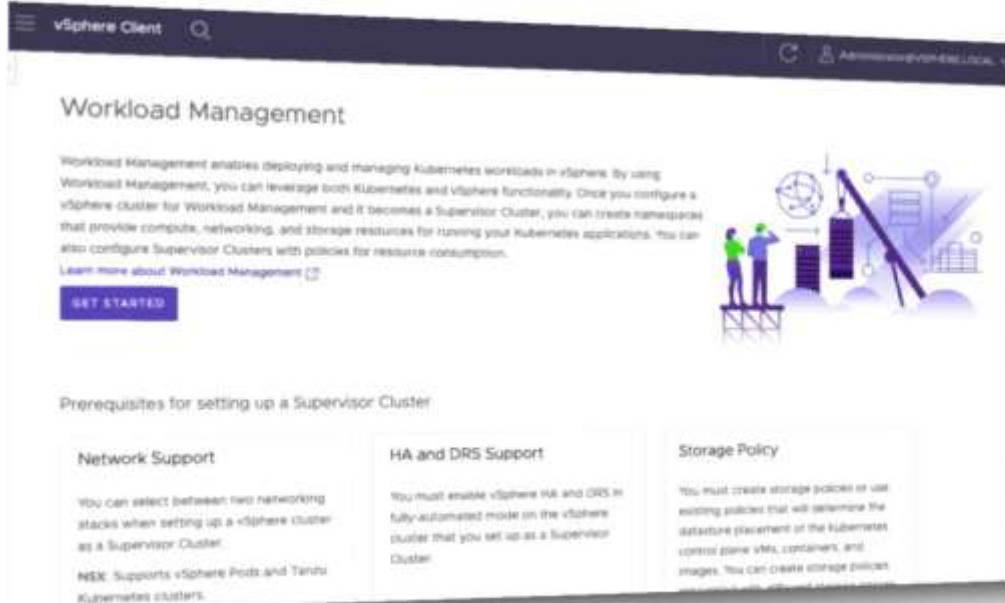 vSphere Client
Administrator@VSPHERE.LOCAL
Workload Management
Workload Management enables deploying and managing Kubernetes workloads in vSphere. By using
Workload Management, you can leverage both Kubernetes and vSphere functionality. Once you configure a
vSphere cluster for Workload Management and it becomes a Supervisor Cluster, you can create namespaces
that provide compute, networking, and storage resources for running your Kubernetes applications. You can
also configure Supervisor Clusters with policies for resource consumption.
Learn more about Workload Management
GET STARTED
Prerequisites for setting up a Supervisor Cluster
Network Support
You can select between two networking
stacks when setting up a vSphere cluster
as a Supervisor Cluster.
NSX: Supports vSphere Pods and Tanzu
Kubernetes clusters.
HA and DRS Support
You must enable vSphere HA and DRS in
fully-automated mode on the vSphere
cluster that you set up as a Supervisor
Cluster.
Storage Policy
You must create storage policies or use
existing policies that will determine the
datastore placement of the Kubernetes
control plane VMs, containers, and
images. You can create storage policies